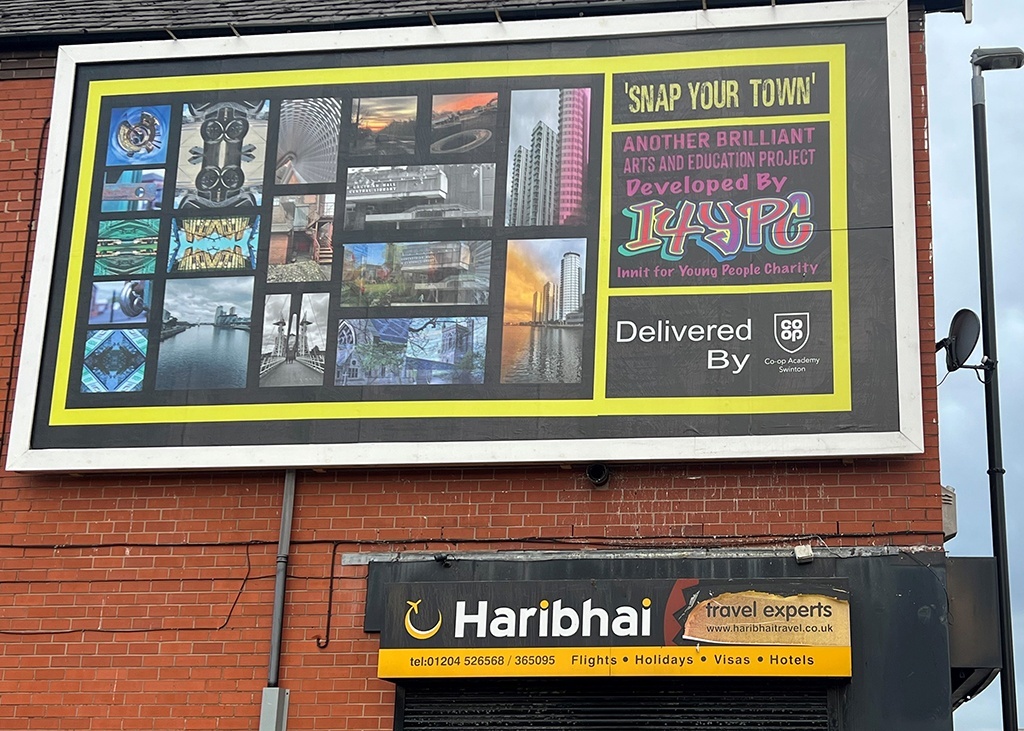 'SNAP YOUR TOWN'
ANOTHER BRILLIANT
ARTS AND EDUCATION PROJECT
Developed By
I4YPC
Innit for Young People Charity
Delivered
By
CO
OP
Co-op Academy
Swinton
Haribhai
travel experts
www.haribhaitravel.co.uk
tel:01204 526568 / 365095 Flights • Holidays • Visas • Hotels